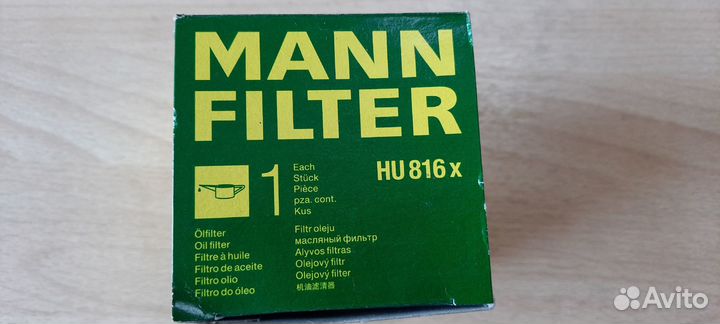 MANN
FILTER
HU 816 x
1
Each
Stück
Pièce
pza. cont.
Kus
Ölfilter
Oil filter
Filtre à huile
Filtro de aceite
Filtro olio
Filtro do óleo
Filtr oleju
масляный фильтр
Alyvos filtras
Olejový filtr
Olejový filter
机油滤清器
Avito